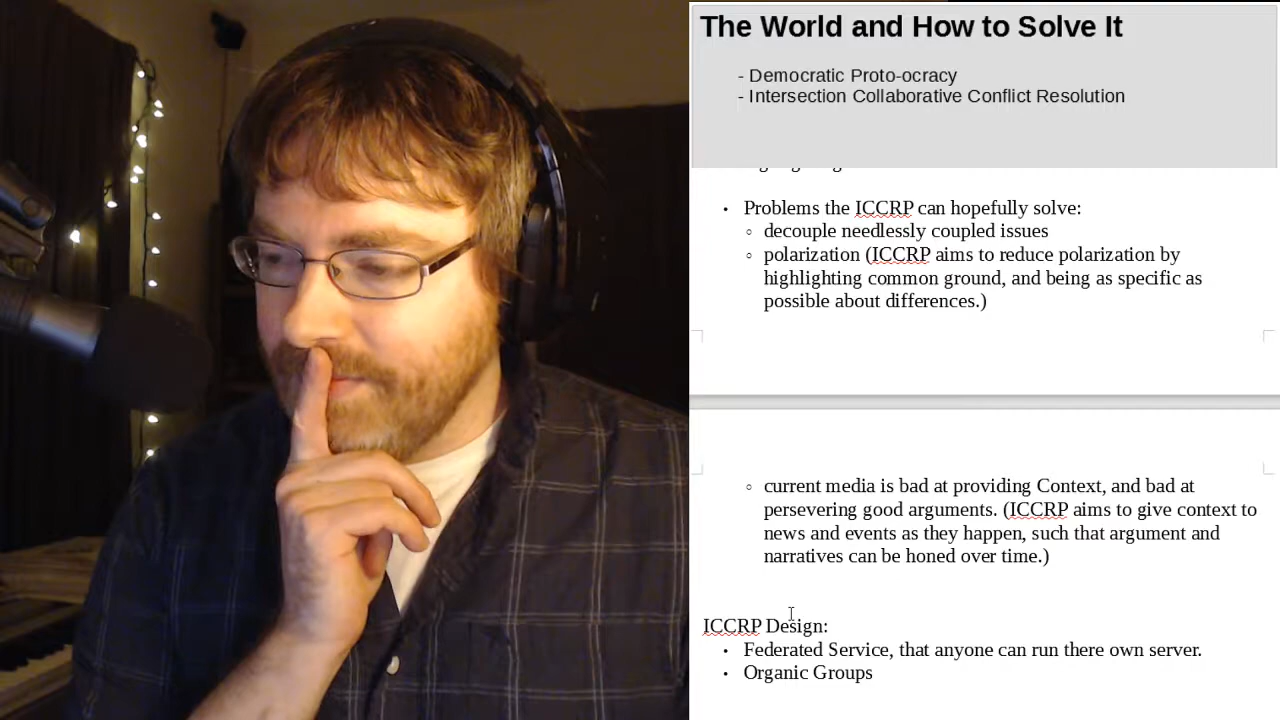 The World and How to Solve It
- Democratic Proto-ocracy
- Intersection Collaborative Conflict Resolution
• Problems the ICCRP can hopefully solve:
◦ decouple needlessly coupled issues
◦ polarization (ICCRP aims to reduce polarization by
highlighting common ground, and being as specific as
possible about differences.)
◦ current media is bad at providing Context, and bad at
persevering good arguments. (ICCRP aims to give context to
news and events as they happen, such that argument and
narratives can be honed over time.)
ICCRP Design:
• Federated Service, that anyone can run there own server.
• Organic Groups